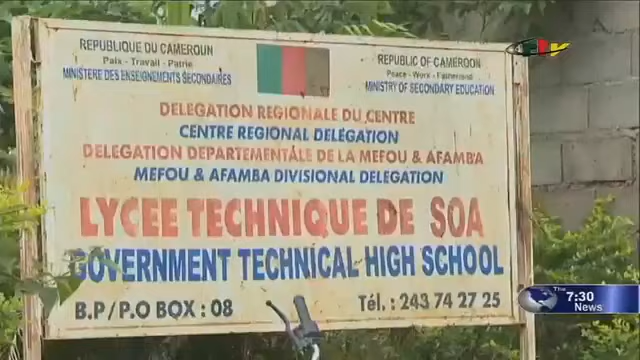 REPUBLIQUE DU CAMEROUN
Paix - Travail - Patrie
MINISTERE DES ENSEIGNEMENTS SECONDAIRES
REPUBLIC OF CAMEROON
Peace - Work - Fatherland
MINISTRY OF SECONDARY EDUCATION
DELEGATION REGIONALE DU CENTRE
CENTRE REGIONAL DELEGATION
DELEGATION DEPARTEMENTALE DE LA MEFOU & AFAMBA
MEFOU & AFAMBA DIVISIONAL DELEGATION
LYCEE TECHNIQUE DE SOA
GOVERNMENT TECHNICAL HIGH SCHOOL
B.P/P.O BOX : 08
Tél. : 243 74 27 25
The
7:30
News